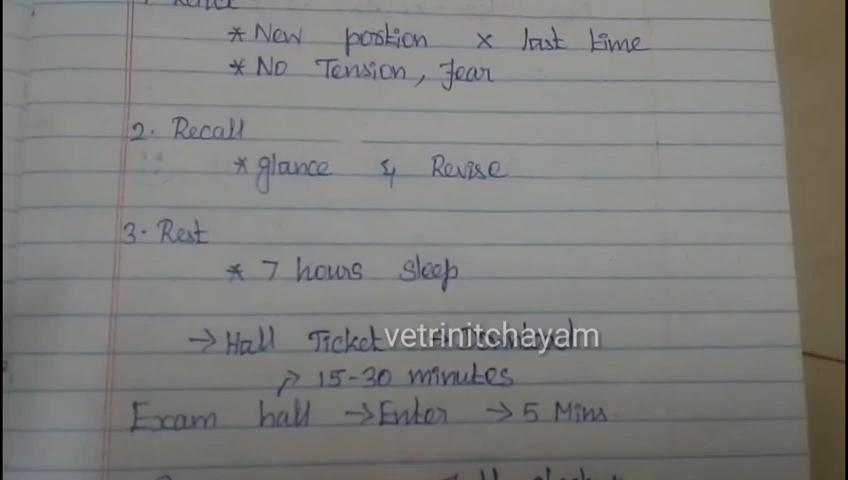 * New postion x last time
* No Tension, fear
2. Recall
* glance & Revise
3. Rest
* 7 hours sleep
→ Hall Ticket
vetrinitchayam
→ 15-30 minutes
Exam hall → Enter → 5 Mins